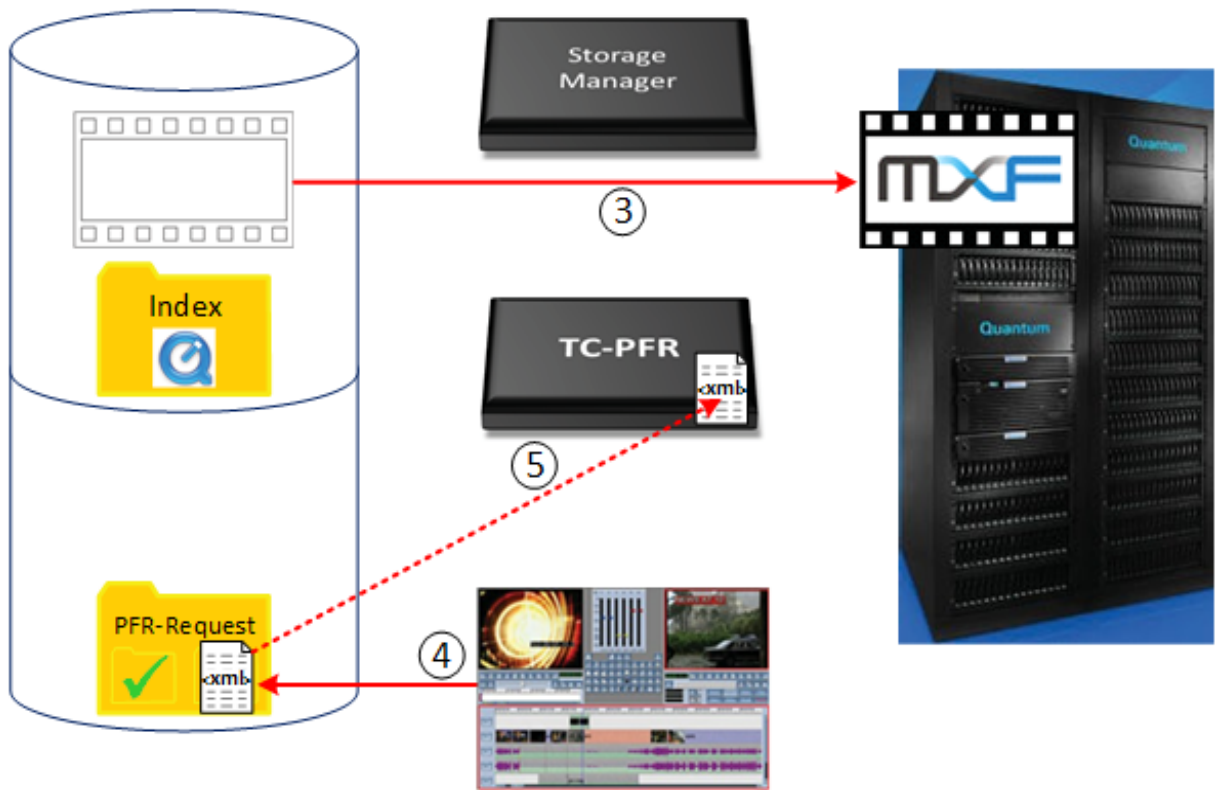 Storage
Manager
MXF
Quantum
3
Index
Quantum
TC-PFR
<xml>
5
PFR-Request
<xml>
4